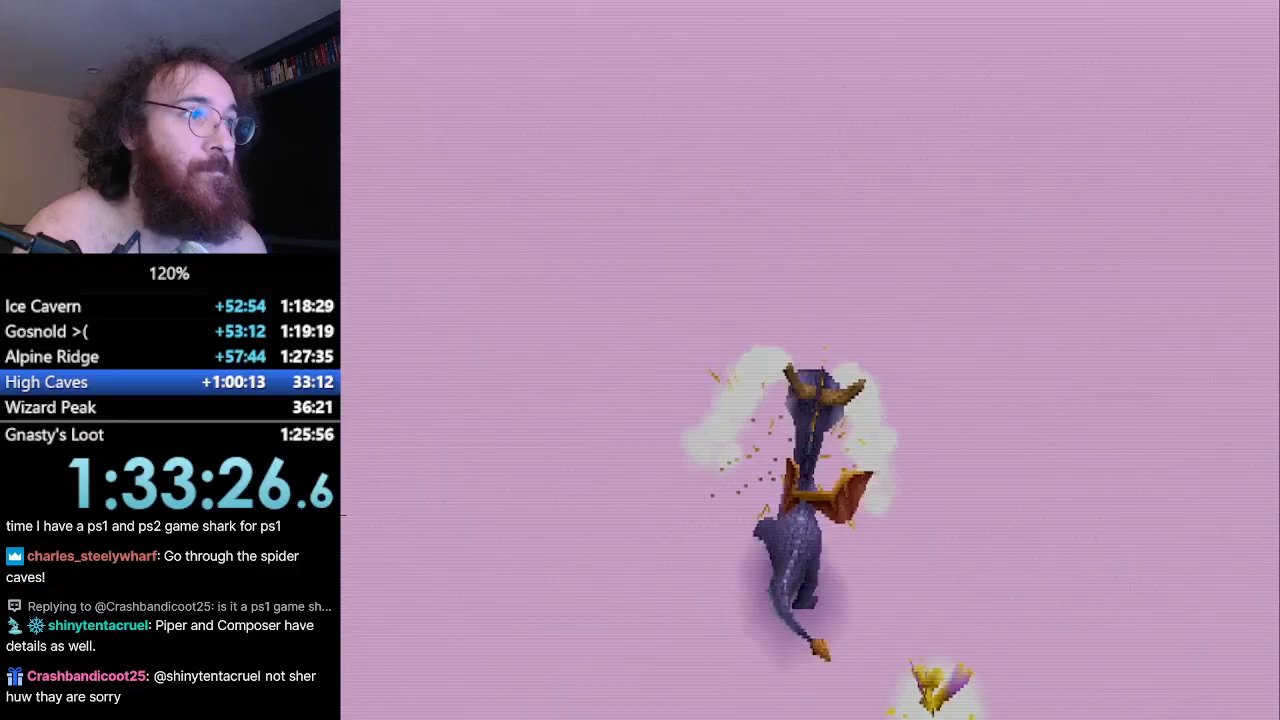 120%
Ice Cavern +52:54 1:18:29
Gosnold >( +53:12 1:19:19
Alpine Ridge +57:44 1:27:35
High Caves +1:00:13 33:12
Wizard Peak 36:21
Gnasty's Loot 1:25:56
1:33:26.6
time I have a ps1 and ps2 game shark for ps1
charles_steelywharf: Go through the spider
caves!
Replying to @Crashbandicoot25: is it a ps1 game sh...
shinytentacruel: Piper and Composer have
details as well.
Crashbandicoot25: @shinytentacruel not sher
huw thay are sorry